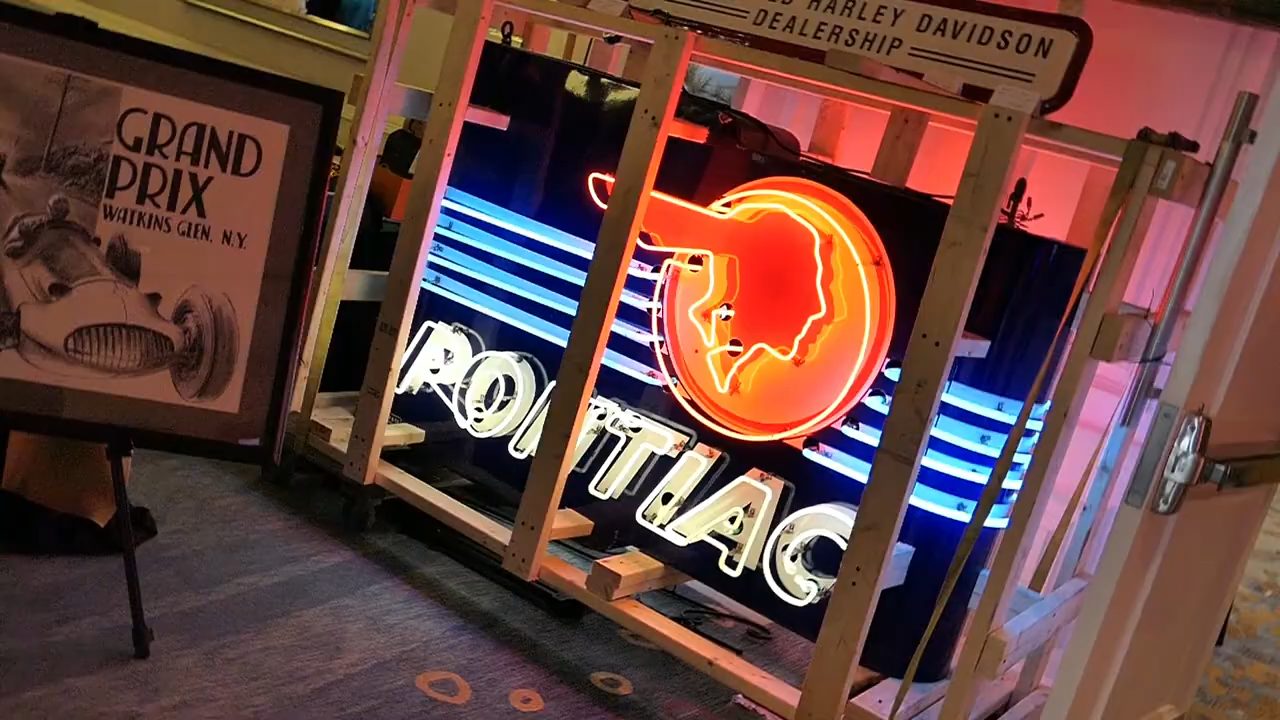 GRAND
PRIX
WATKINS GLEN, N.Y.
HARLEY DAVIDSON
DEALERSHIP
PONTIAC